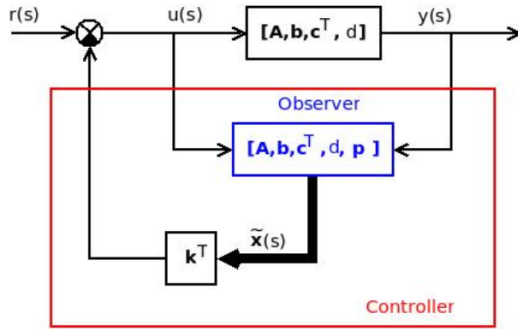 r(s) u(s) [A,b,c^T, d] y(s)
Observer
[A,b,c^T ,d, p ]
x̃(s)
k^T
Controller